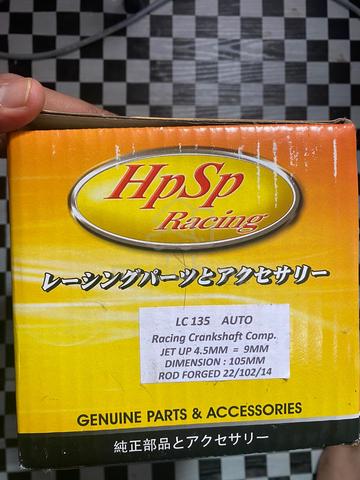 HpSp
Racing
レーシングパーツとアクセサリー
LC 135 AUTO
Racing Crankshaft Comp.
JET UP 4.5MM = 9MM
DIMENSION : 105MM
ROD FORGED 22/102/14
GENUINE PARTS & ACCESSORIES
純正部品とアクセサリー